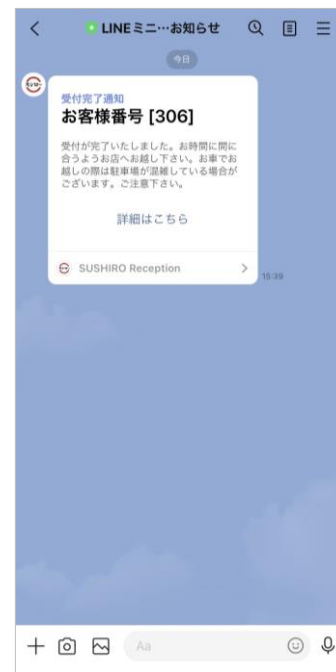 LINEミニ…お知らせ
今日
受付完了通知
お客様番号 [306]
受付が完了いたしました。お時間に間に
合うようお店へお越し下さい。お車でお
越しの際は駐車場が混雑している場合が
ございます。ご注意下さい。
詳細はこちら
SUSHIRO Reception
15:39
Aa